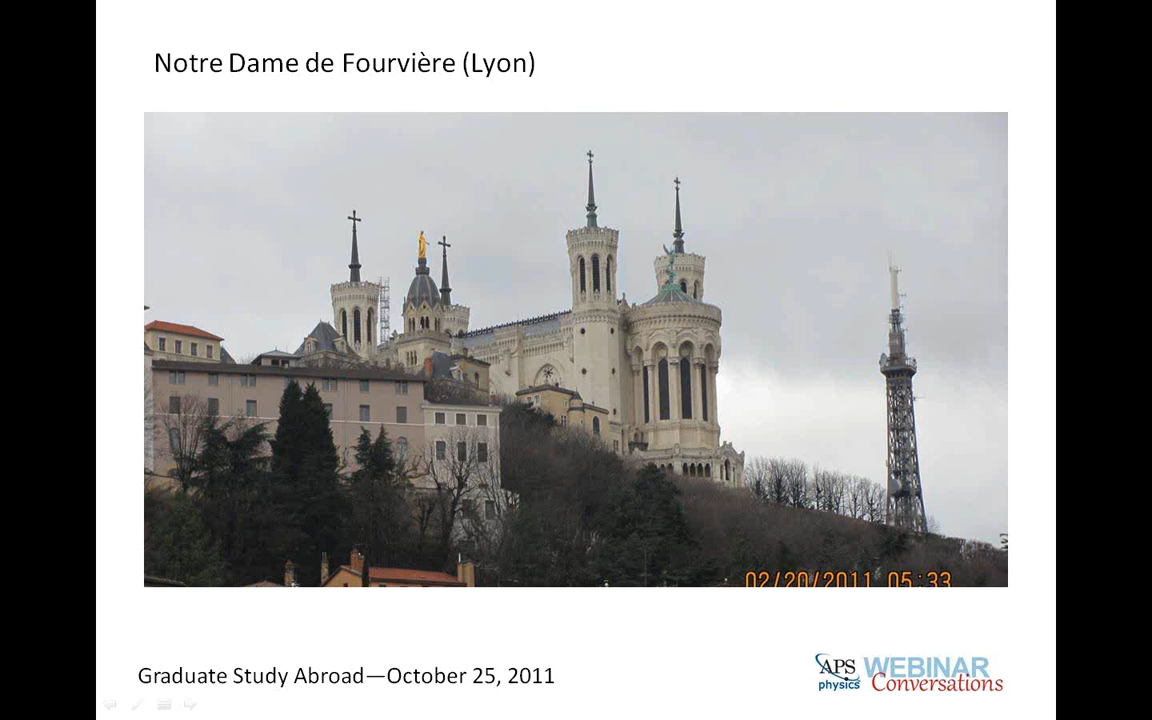 Notre Dame de Fourvière (Lyon)
02/20/2011 05:33
Graduate Study Abroad—October 25, 2011
APS physics
WEBINAR
Conversations